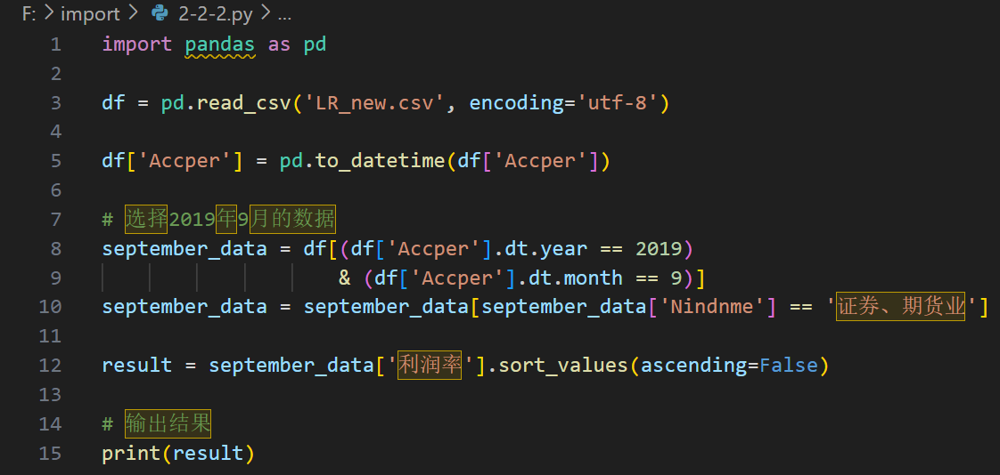 F: > import > 2-2-2.py > ...
1 import pandas as pd
2
3 df = pd.read_csv('LR_new.csv', encoding='utf-8')
4
5 df['Accper'] = pd.to_datetime(df['Accper'])
6
7 # 选择2019年9月的数据
8 september_data = df[(df['Accper'].dt.year == 2019)
9                     & (df['Accper'].dt.month == 9)]
10 september_data = september_data[september_data['Nindnme'] == '证券、期货业']
11
12 result = september_data['利润率'].sort_values(ascending=False)
13
14 # 输出结果
15 print(result)